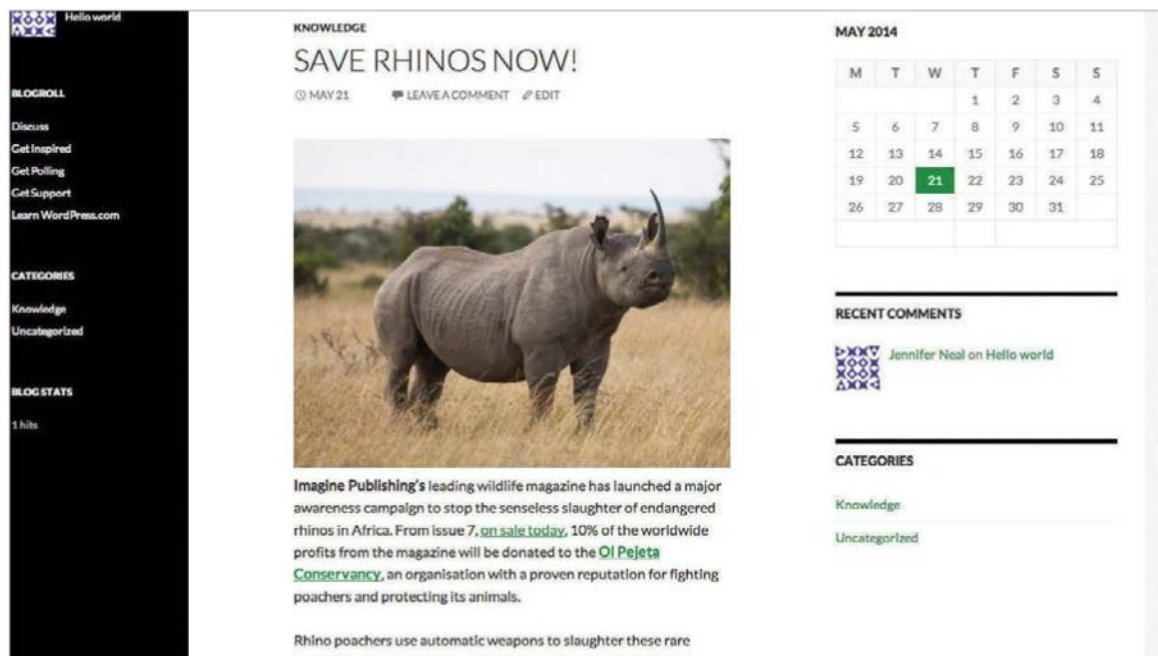 Hello world
BLOGROLL
Discuss
Get Inspired
Get Polling
Get Support
Learn WordPress.com
CATEGORIES
Knowledge
Uncategorized
BLOG STATS
1 hits
KNOWLEDGE
SAVE RHINOS NOW!
MAY 21 LEAVE A COMMENT EDIT
Imagine Publishing's leading wildlife magazine has launched a major
awareness campaign to stop the senseless slaughter of endangered
rhinos in Africa. From issue 7, on sale today, 10% of the worldwide
profits from the magazine will be donated to the Ol Pejeta
Conservancy, an organisation with a proven reputation for fighting
poachers and protecting its animals.
Rhino poachers use automatic weapons to slaughter these rare
MAY 2014
M T W T F S S
1 2 3 4
5 6 7 8 9 10 11
12 13 14 15 16 17 18
19 20 21 22 23 24 25
26 27 28 29 30 31
RECENT COMMENTS
Jennifer Neal on Hello world
CATEGORIES
Knowledge
Uncategorized